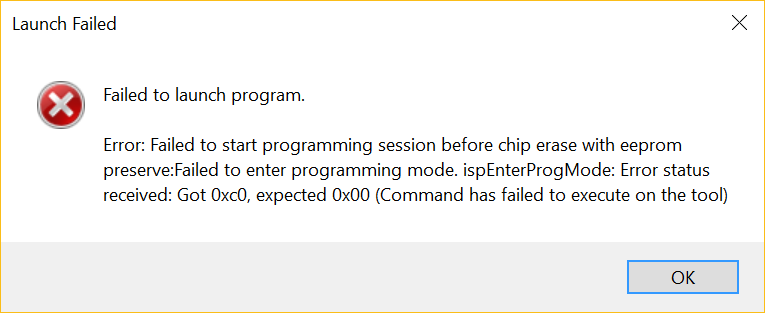 Launch Failed
Failed to launch program.
Error: Failed to start programming session before chip erase with eeprom
preserve:Failed to enter programming mode. ispEnterProgMode: Error status
received: Got 0xc0, expected 0x00 (Command has failed to execute on the tool)
OK